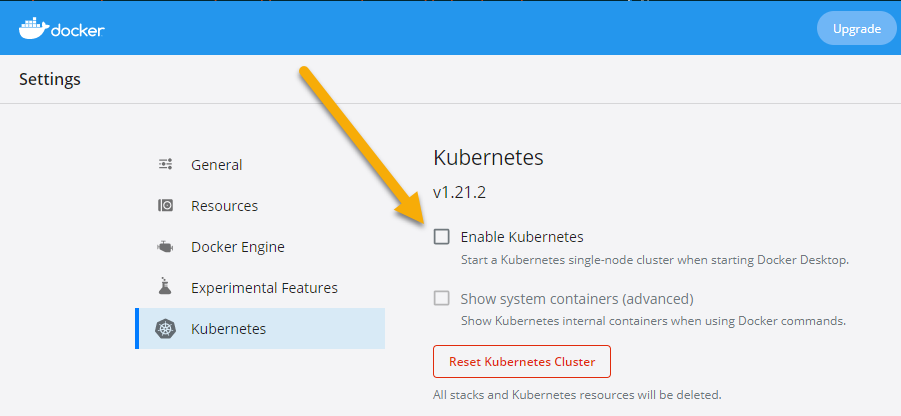 docker
Upgrade
Settings
General
Resources
Docker Engine
Experimental Features
Kubernetes
Kubernetes
v1.21.2
Enable Kubernetes
Start a Kubernetes single-node cluster when starting Docker Desktop.
Show system containers (advanced)
Show Kubernetes internal containers when using Docker commands.
Reset Kubernetes Cluster
All stacks and Kubernetes resources will be deleted.